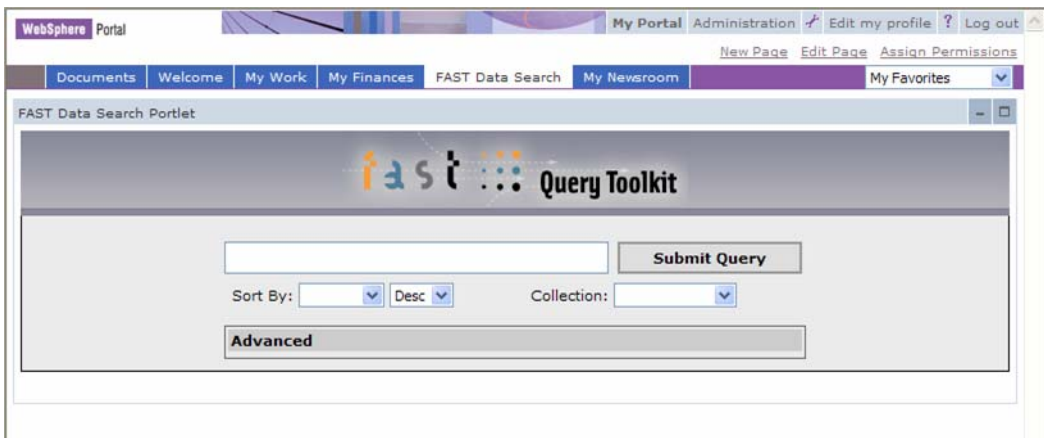 WebSphere Portal
My Portal Administration Edit my profile ? Log out
New Page Edit Page Assign Permissions
Documents Welcome My Work My Finances FAST Data Search My Newsroom My Favorites
FAST Data Search Portlet
fast Query Toolkit
Submit Query
Sort By: Desc Collection:
Advanced